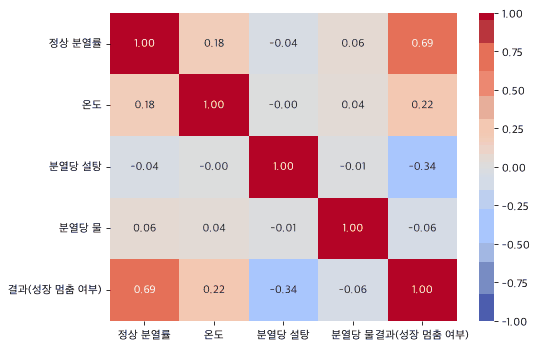 정상 분열률 1.00 0.18 -0.04 0.06 0.69
온도 0.18 1.00 -0.00 0.04 0.22
분열당 설탕 -0.04 -0.00 1.00 -0.01 -0.34
분열당 물 0.06 0.04 -0.01 1.00 -0.06
결과(성장 멈춤 여부) 0.69 0.22 -0.34 -0.06 1.00
정상 분열률 온도 분열당 설탕 분열당 물 결과(성장 멈춤 여부)
1.00
0.75
0.50
0.25
0.00
-0.25
-0.50
-0.75
-1.00